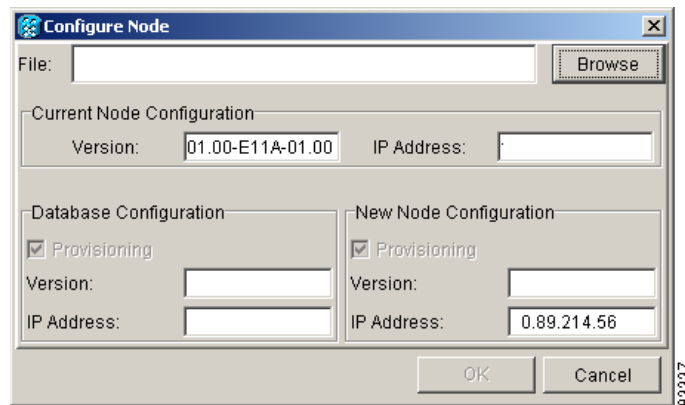 Configure Node
File:
Browse
Current Node Configuration
Version: 01.00-E11A-01.00 IP Address:
Database Configuration
Provisioning
Version:
IP Address:
New Node Configuration
Provisioning
Version:
IP Address: 0.89.214.56
OK Cancel